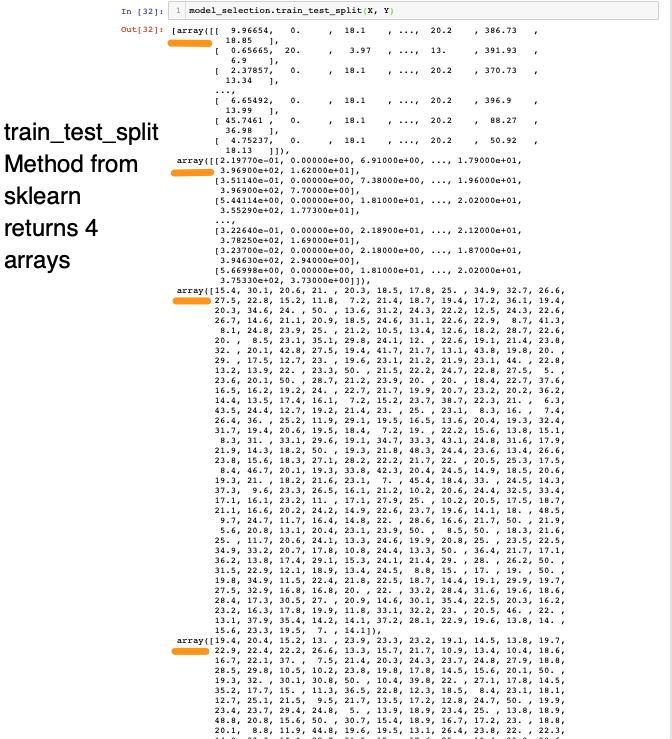 In [32]: 1 model_selection.train_test_split(X, Y)
Out[32]: [array([[ 9.96654, 0. , 18.1 , ..., 20.2 , 386.73 ,
18.85 ],
[ 0.65665, 20. , 3.97 , ..., 13. , 391.93 ,
6.9 ],
[ 2.37857, 0. , 18.1 , ..., 20.2 , 370.73 ,
13.34 ],
...,
[ 6.65492, 0. , 18.1 , ..., 20.2 , 396.9 ,
13.99 ],
[ 45.7461 , 0. , 18.1 , ..., 20.2 , 88.27 ,
36.98 ],
[ 4.75237, 0. , 18.1 , ..., 20.2 , 50.92 ,
18.13 ]]),
train_test_split
Method from
sklearn
returns 4
arrays
array([[2.19770e-01, 0.00000e+00, 6.91000e+00, ..., 1.79000e+01,
3.96900e+02, 1.62000e+01],
[3.51140e-01, 0.00000e+00, 7.38000e+00, ..., 1.96000e+01,
3.96900e+02, 7.70000e+00],
[5.44114e+00, 0.00000e+00, 1.81000e+01, ..., 2.02000e+01,
3.55290e+02, 1.77300e+01],
...,
[3.22640e-01, 0.00000e+00, 2.18900e+01, ..., 2.12000e+01,
3.78250e+02, 1.69000e+01],
[3.23700e-02, 0.00000e+00, 2.18000e+00, ..., 1.87000e+01,
3.94630e+02, 2.94000e+00],
[5.66998e+00, 0.00000e+00, 1.81000e+01, ..., 2.02000e+01,
3.75330e+02, 3.73000e+00]]),
array([15.4, 30.1, 20.6, 21. , 20.3, 18.5, 17.8, 25. , 34.9, 32.7, 26.6,
27.5, 22.8, 15.2, 11.8, 7.2, 21.4, 18.7, 19.4, 17.2, 36.1, 19.4,
20.3, 34.6, 24. , 50. , 13.6, 31.2, 24.3, 22.2, 12.5, 24.3, 22.6,
26.7, 14.6, 21.1, 20.9, 18.5, 24.6, 31.1, 22.6, 22.9, 8.7, 41.3,
8.1, 24.8, 23.9, 25. , 21.2, 10.5, 13.4, 12.6, 18.2, 28.7, 22.6,
20. , 8.5, 23.1, 35.1, 29.8, 24.1, 12. , 22.6, 19.1, 21.4, 23.8,
32. , 20.1, 42.8, 27.5, 19.4, 41.7, 21.7, 13.1, 43.8, 19.8, 20. ,
29. , 17.5, 12.7, 23. , 19.6, 23.1, 21.2, 21.9, 23.1, 44. , 22.8,
13.2, 13.9, 22. , 23.3, 50. , 21.5, 22.2, 24.7, 22.8, 27.5, 5. ,
23.6, 20.1, 50. , 28.7, 21.2, 23.9, 20. , 20. , 18.4, 22.7, 37.6,
16.5, 16.2, 19.2, 24. , 22.7, 21.7, 19.9, 20.7, 23.2, 20.2, 36.2,
14.4, 13.5, 17.4, 16.1, 7.2, 15.2, 23.7, 38.7, 22.3, 21. , 6.3,
43.5, 24.4, 12.7, 19.2, 21.4, 23. , 25. , 23.1, 8.3, 16. , 7.4,
26.4, 36. , 25.2, 11.9, 29.1, 19.5, 16.5, 13.6, 20.4, 19.3, 32.4,
31.7, 19.4, 20.6, 19.5, 18.4, 7.2, 19. , 22.2, 15.6, 13.8, 15.1,
8.3, 31. , 33.1, 29.6, 19.1, 34.7, 33.3, 43.1, 24.8, 31.6, 17.9,
21.9, 14.3, 18.2, 50. , 19.3, 21.8, 48.3, 24.4, 23.6, 13.4, 26.6,
23.8, 15.6, 18.3, 27.1, 28.2, 22.2, 21.7, 22. , 20.5, 25.3, 17.5,
8.4, 46.7, 20.1, 19.3, 33.8, 42.3, 20.4, 24.5, 14.9, 18.5, 20.6,
19.3, 21. , 18.2, 21.6, 23.1, 7. , 45.4, 18.4, 33. , 24.5, 14.3,
37.3, 9.6, 23.3, 26.5, 16.1, 21.2, 10.2, 20.6, 24.4, 32.5, 33.4,
17.1, 16.1, 23.2, 11. , 17.1, 27.9, 25. , 10.2, 20.5, 17.5, 18.7,
21.1, 16.6, 20.2, 24.2, 14.9, 22.6, 23.7, 19.6, 14.1, 18. , 48.5,
9.7, 24.7, 11.7, 16.4, 14.8, 22. , 28.6, 16.6, 21.7, 50. , 21.9,
5.6, 20.8, 13.1, 20.4, 23.1, 23.9, 50. , 8.5, 50. , 18.3, 21.6,
25. , 11.7, 20.6, 24.1, 13.3, 24.6, 19.9, 20.8, 25. , 23.5, 22.5,
34.9, 33.2, 20.7, 17.8, 10.8, 24.4, 13.3, 50. , 36.4, 21.7, 17.1,
36.2, 13.8, 17.4, 29.1, 15.3, 24.1, 21.4, 29. , 28. , 26.2, 50. ,
31.5, 22.9, 12.1, 18.9, 13.4, 24.5, 8.8, 15. , 17. , 19. , 50. ,
19.8, 34.9, 11.5, 22.4, 21.8, 22.5, 18.7, 14.4, 19.1, 29.9, 19.7,
27.5, 32.9, 16.8, 16.8, 20. , 22. , 33.2, 28.4, 31.6, 19.6, 18.6,
28.4, 17.3, 30.5, 27. , 20.9, 14.6, 30.1, 35.4, 22.5, 20.3, 16.2,
23.2, 16.3, 17.8, 19.9, 11.8, 33.1, 32.2, 23. , 20.5, 46. , 22. ,
13.1, 37.9, 35.4, 14.2, 14.1, 37.2, 28.1, 22.9, 19.6, 13.8, 14. ,
15.6, 23.3, 19.5, 7. , 14.1]),
array([19.4, 20.4, 15.2, 13. , 23.9, 23.3, 23.2, 19.1, 14.5, 13.8, 19.7,
22.9, 22.4, 22.2, 26.6, 13.3, 15.7, 21.7, 10.9, 13.4, 10.4, 18.6,
16.7, 22.1, 37. , 7.5, 21.4, 20.3, 24.3, 23.7, 24.8, 27.9, 18.8,
28.5, 29.8, 10.5, 10.2, 23.8, 19.8, 17.8, 14.5, 15.6, 20.1, 50. ,
19.3, 32. , 30.1, 30.8, 50. , 10.4, 39.8, 22. , 27.1, 17.8, 14.5,
35.2, 17.7, 15. , 11.3, 36.5, 22.8, 12.3, 18.5, 8.4, 23.1, 18.1,
12.7, 25.1, 21.5, 9.5, 21.7, 13.5, 17.2, 12.8, 24.7, 50. , 19.9,
23.4, 23.7, 29.4, 24.8, 5. , 13.9, 18.9, 23.4, 25. , 13.8, 18.9,
48.8, 20.8, 15.6, 50. , 30.7, 15.4, 18.9, 16.7, 17.2, 23. , 18.8,
20.1, 8.8, 11.9, 44.8, 19.6, 19.5, 13.1, 26.4, 23.8, 22. , 22.3,